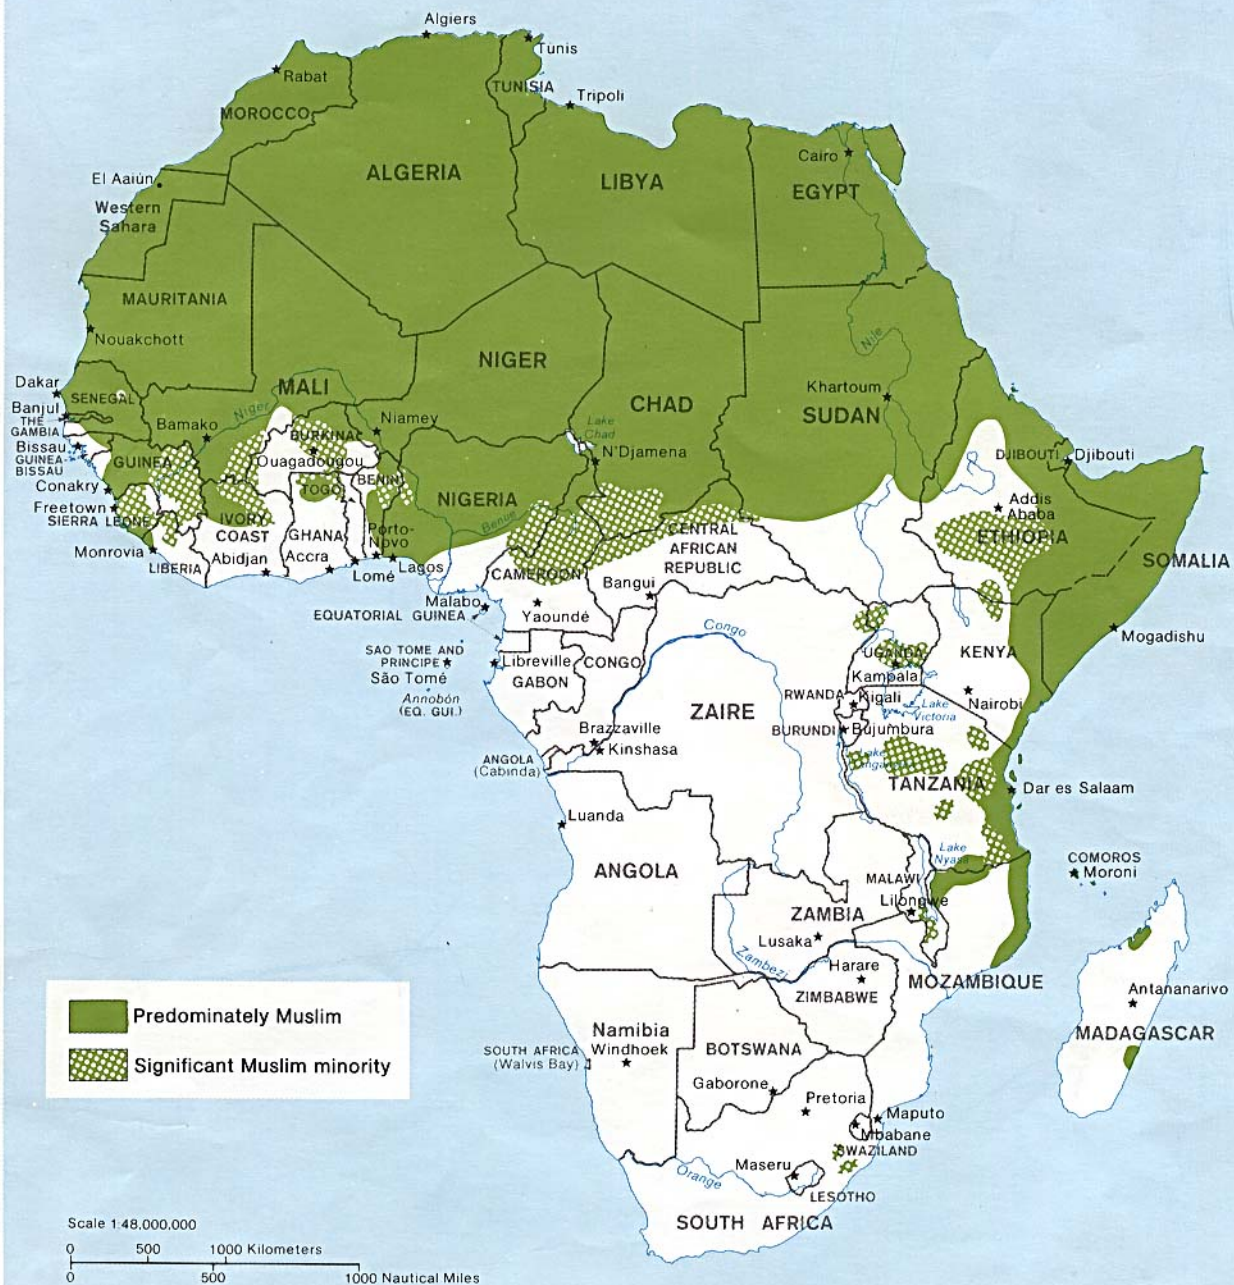 Algiers
Tunis
Rabat
TUNISIA
Tripoli
MOROCCO
Cairo
ALGERIA
LIBYA
EGYPT
El Aaiún
Western
Sahara
MAURITANIA
Nouakchott
Nile
NIGER
MALI
Khartoum
CHAD
SUDAN
Dakar
SENEGAL
Banjul
THE
GAMBIA
Bamako
Niger
Niamey
Lake
Chad
BURKINA
Bissau
GUINEA-
BISSAU
GUINEA
Ouagadougou
N'Djamena
DJIBOUTI
Djibouti
BENIN
TOGO
NIGERIA
Conakry
Addis
Ababa
Freetown
SIERRA LEONE
IVORY
COAST
GHANA
Porto-
Novo
Benue
CENTRAL
AFRICAN
REPUBLIC
ETHIOPIA
Monrovia
LIBERIA
Abidjan
Accra
Lomé
Lagos
CAMEROON
Bangui
SOMALIA
Malabo
EQUATORIAL GUINEA
Yaoundé
Congo
Mogadishu
SAO TOME AND
PRINCIPE
São Tomé
Libreville
GABON
CONGO
UGANDA
Kampala
KENYA
Annobón
(EQ. GUI.)
ZAIRE
RWANDA
Kigali
Lake
Victoria
Nairobi
Brazzaville
Kinshasa
BURUNDI
Bujumbura
ANGOLA
(Cabinda)
Lake
TANZANIA
Dar es Salaam
Luanda
Lake
Nyasa
COMOROS
Moroni
ANGOLA
MALAWI
Lilongwe
ZAMBIA
Lusaka
Zambezi
Harare
MOZAMBIQUE
ZIMBABWE
Antananarivo
MADAGASCAR
Predominately Muslim
Significant Muslim minority
Namibia
Windhoek
SOUTH AFRICA
(Walvis Bay)
BOTSWANA
Gaborone
Pretoria
Maputo
Mbabane
SWAZILAND
Maseru
Orange
LESOTHO
SOUTH AFRICA
Scale 1:48,000,000
0 500 1000 Kilometers
0 500 1000 Nautical Miles